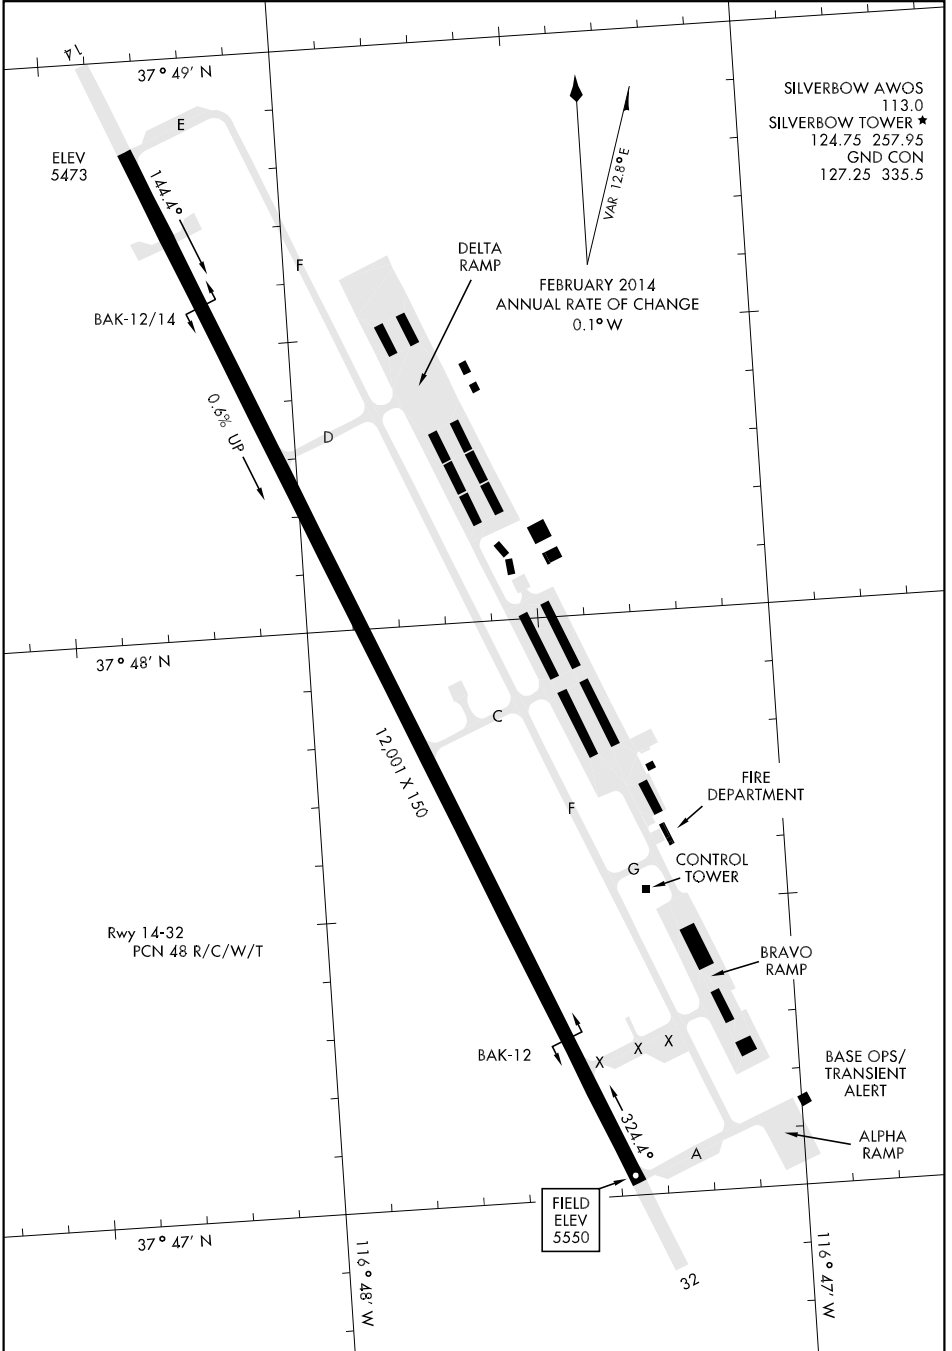 14
37° 49' N
SILVERBOW AWOS
113.0
SILVERBOW TOWER ★
124.75 257.95
GND CON
127.25 335.5
E
ELEV
5473
144.4°
VAR 12.8° E
DELTA
RAMP
F
FEBRUARY 2014
ANNUAL RATE OF CHANGE
0.1° W
BAK-12/14
0.6% UP
D
37° 48' N
C
12,001 X 150
F
FIRE
DEPARTMENT
G
CONTROL
TOWER
Rwy 14-32
PCN 48 R/C/W/T
BRAVO
RAMP
BAK-12
X X X
BASE OPS/
TRANSIENT
ALERT
324.4°
A
ALPHA
RAMP
FIELD
ELEV
5550
37° 47' N
116° 48' W
116° 47' W
32